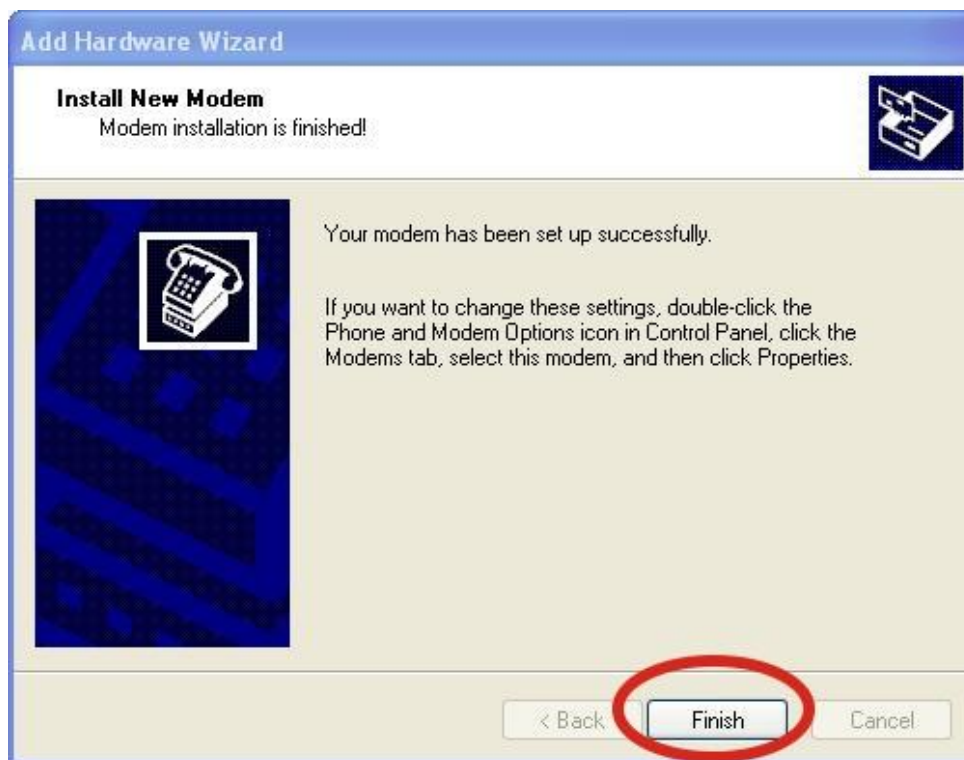 Add Hardware Wizard
Install New Modem
Modem installation is finished!
Your modem has been set up successfully.
If you want to change these settings, double-click the
Phone and Modem Options icon in Control Panel, click the
Modems tab, select this modem, and then click Properties.
< Back Finish Cancel